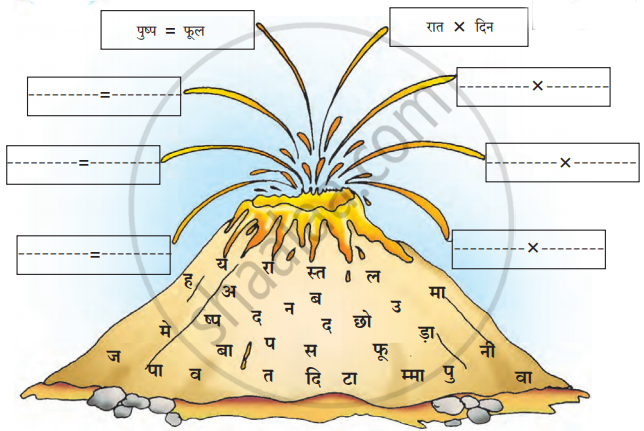 पुष्प = फूल
रात × दिन
=
×
=
×
=
×
ह य रा स्त ल
अ न ब उ मा
मे ष्प द द छो ड़ा
ज बा प स फू नी
पा व त दि टा म्मा पु वा
shaalaa.com